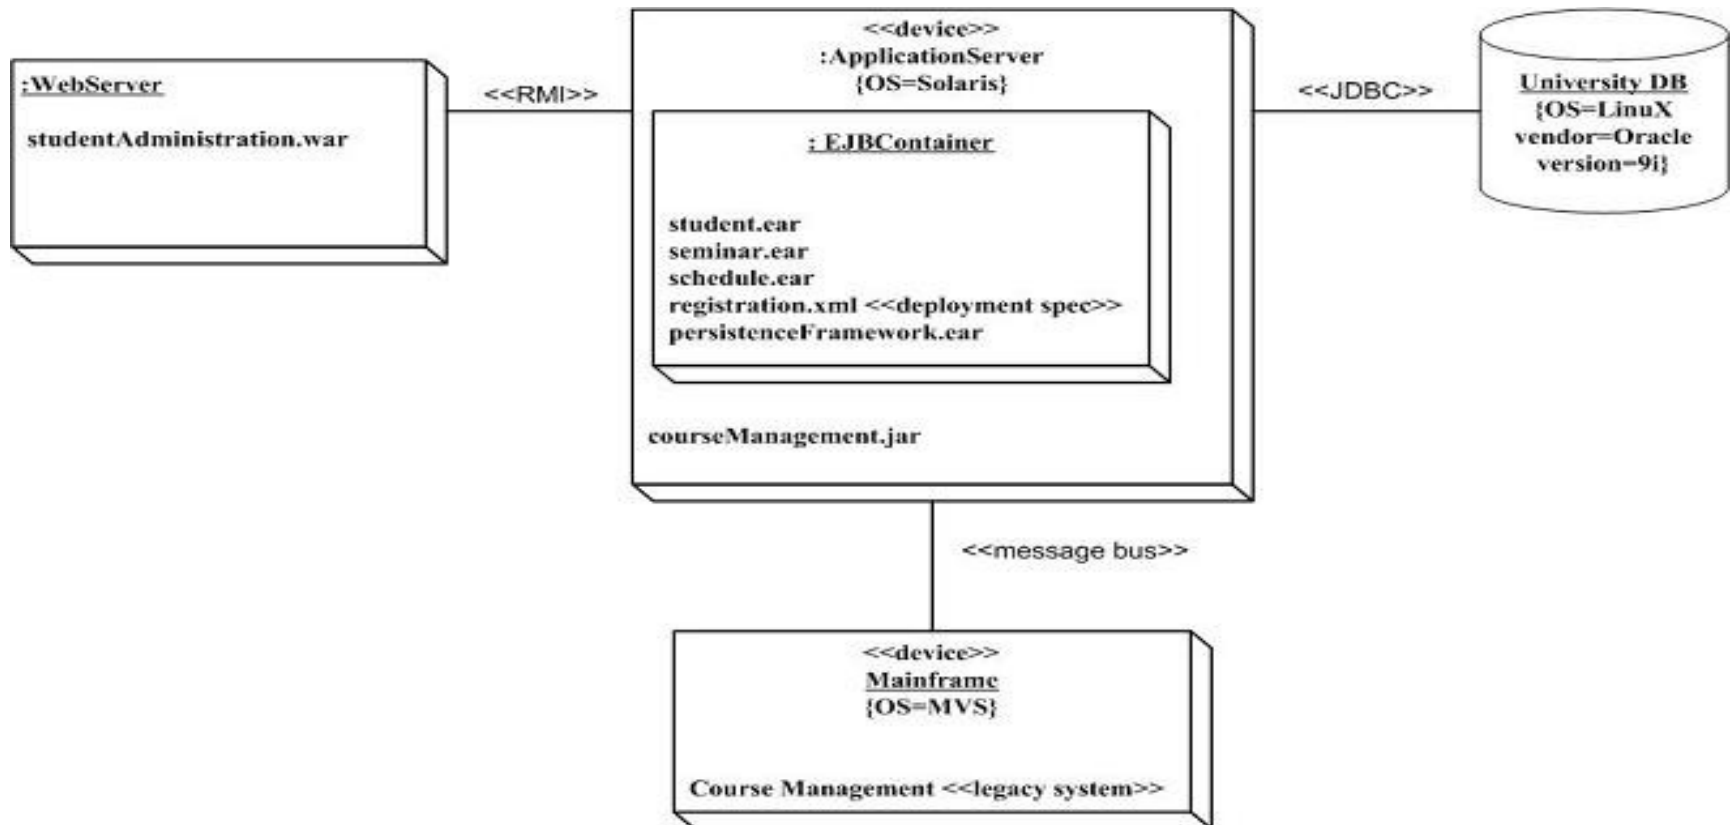 :WebServer
studentAdministration.war
<<RMI>>
<<device>>
:ApplicationServer
{OS=Solaris}
: EJBContainer
student.ear
seminar.ear
schedule.ear
registration.xml <<deployment spec>>
persistenceFramework.ear
courseManagement.jar
<<JDBC>>
University DB
{OS=LinuX
vendor=Oracle
version=9i}
<<message bus>>
<<device>>
Mainframe
{OS=MVS}
Course Management <<legacy system>>